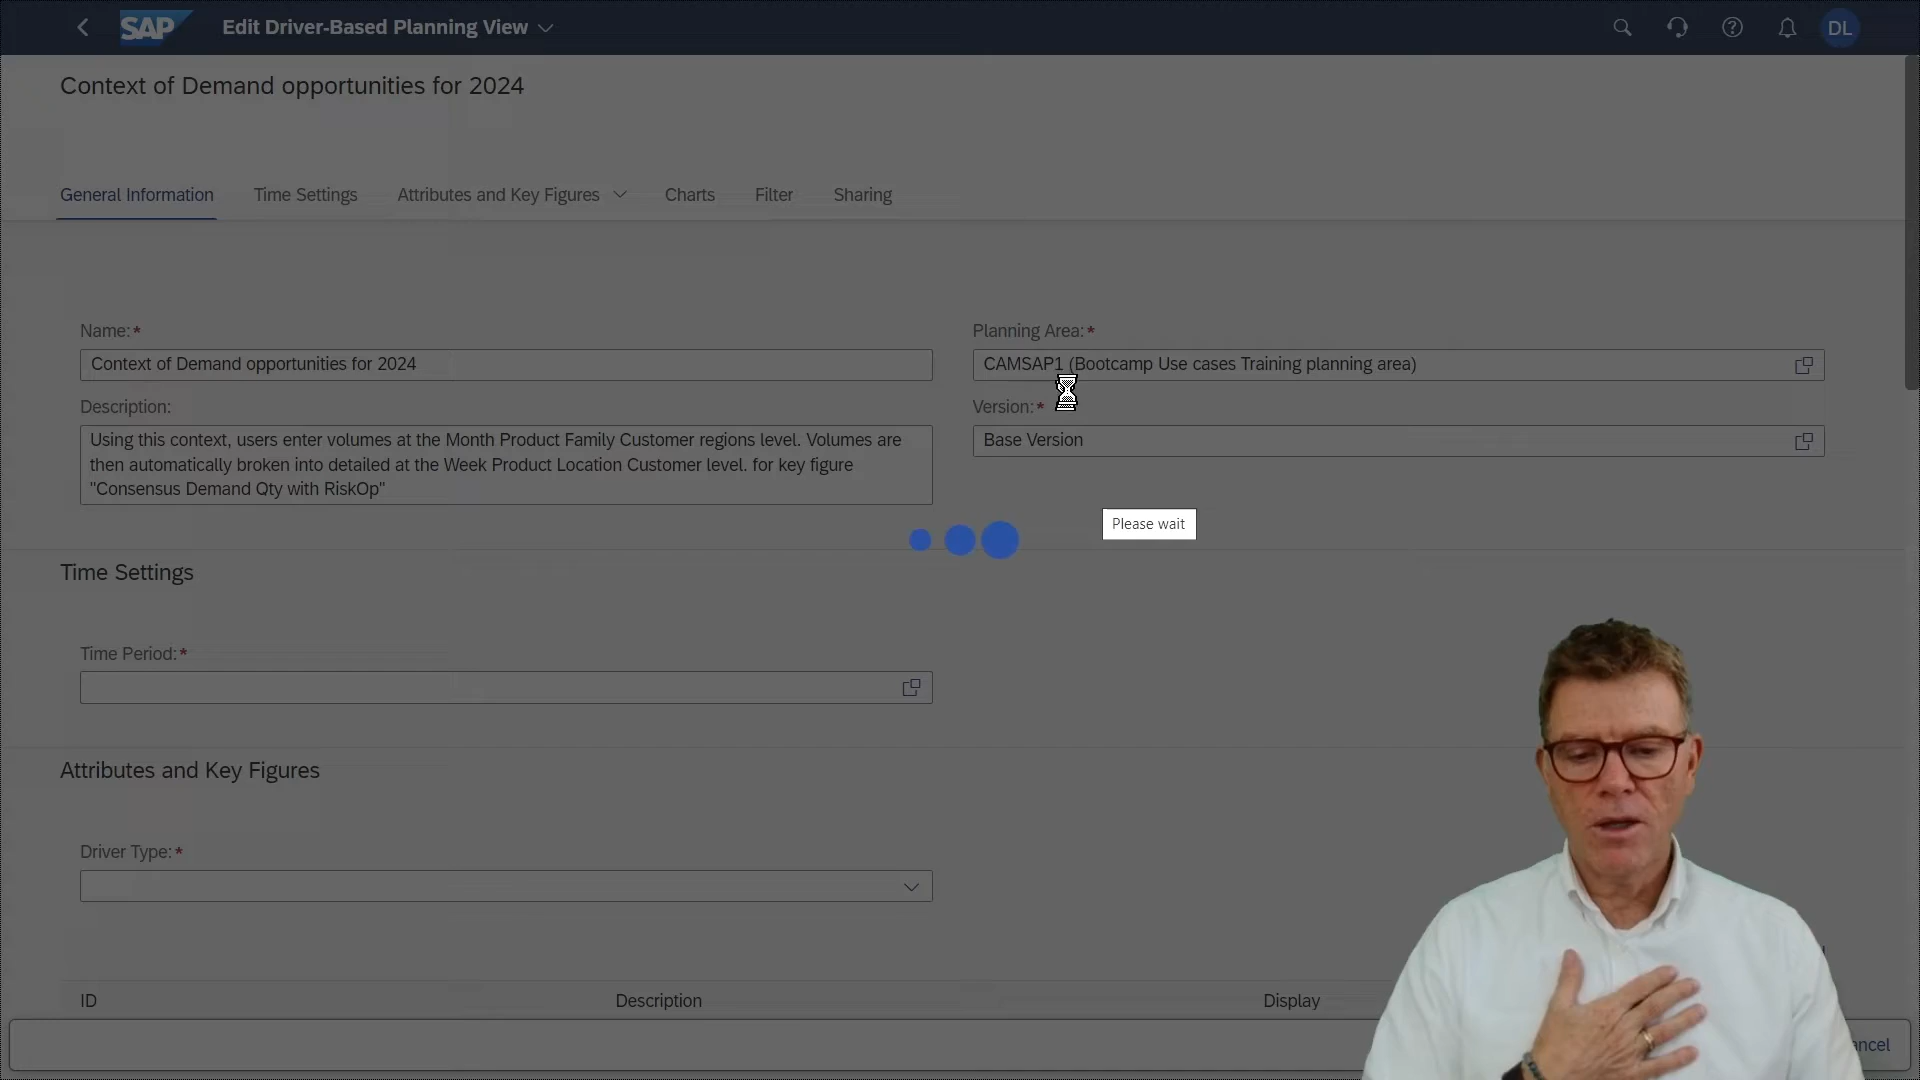 SAP Edit Driver-Based Planning View
DL
Context of Demand opportunities for 2024
General Information Time Settings Attributes and Key Figures Charts Filter Sharing
Name:*
Context of Demand opportunities for 2024
Planning Area:*
CAMSAP1 (Bootcamp Use cases Training planning area)
Description:
Using this context, users enter volumes at the Month Product Family Customer regions level. Volumes are
then automatically broken into detailed at the Week Product Location Customer level. for key figure
"Consensus Demand Qty with RiskOp"
Version:*
Base Version
Please wait
Time Settings
Time Period:*
Attributes and Key Figures
Driver Type:*
ID Description Display